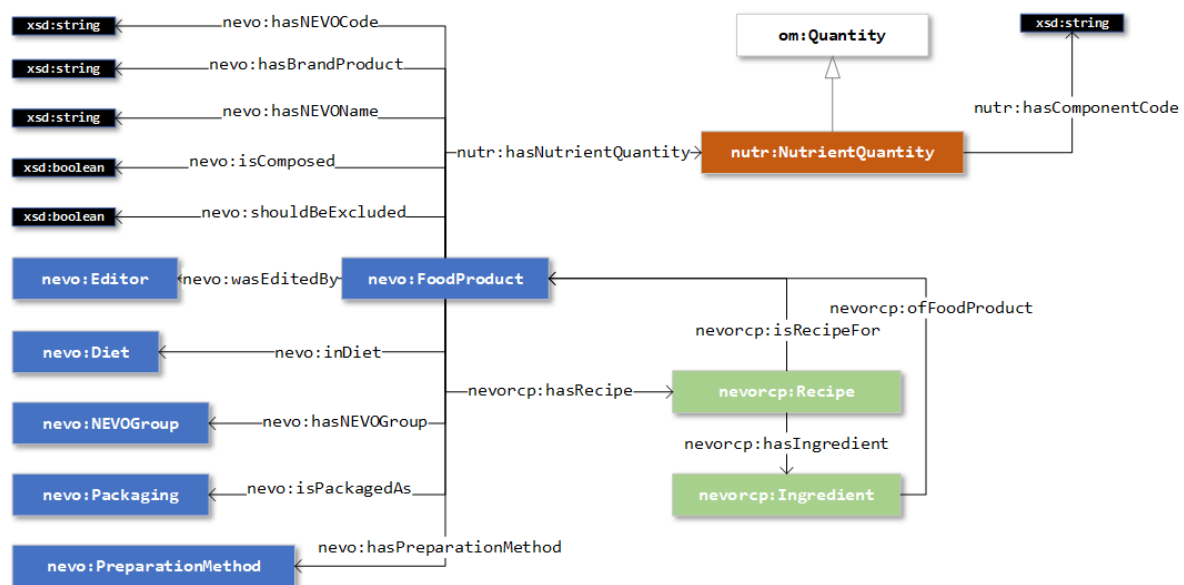 xsd:string
nevo:hasNEVOCode
om:Quantity
xsd:string
xsd:string
nevo:hasBrandProduct
nutr:hasComponentCode
xsd:string
nevo:hasNEVOName
nutr:hasNutrientQuantity
nutr:NutrientQuantity
xsd:boolean
nevo:isComposed
xsd:boolean
nevo:shouldBeExcluded
nevo:Editor
nevo:wasEditedBy
nevo:FoodProduct
nevorcp:ofFoodProduct
nevorcp:isRecipeFor
nevo:Diet
nevo:inDiet
nevorcp:hasRecipe
nevorcp:Recipe
nevo:NEVOGroup
nevo:hasNEVOGroup
nevorcp:hasIngredient
nevo:Packaging
nevo:isPackagedAs
nevorcp:Ingredient
nevo:hasPreparationMethod
nevo:PreparationMethod